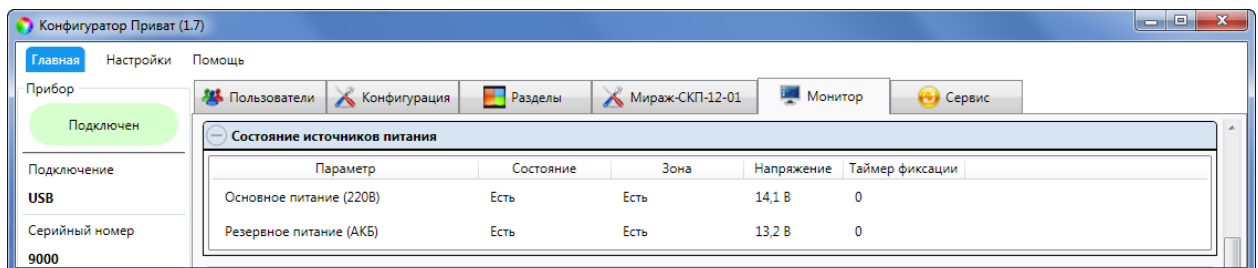 Конфигуратор Приват (1.7)
Главная Настройки Помощь
Прибор
Подключен
Подключение
USB
Серийный номер
9000
Пользователи Конфигурация Разделы Мираж-СКП-12-01 Монитор Сервис
Состояние источников питания
Параметр Состояние Зона Напряжение Таймер фиксации
Основное питание (220В) Есть Есть 14,1 В 0
Резервное питание (АКБ) Есть Есть 13,2 В 0